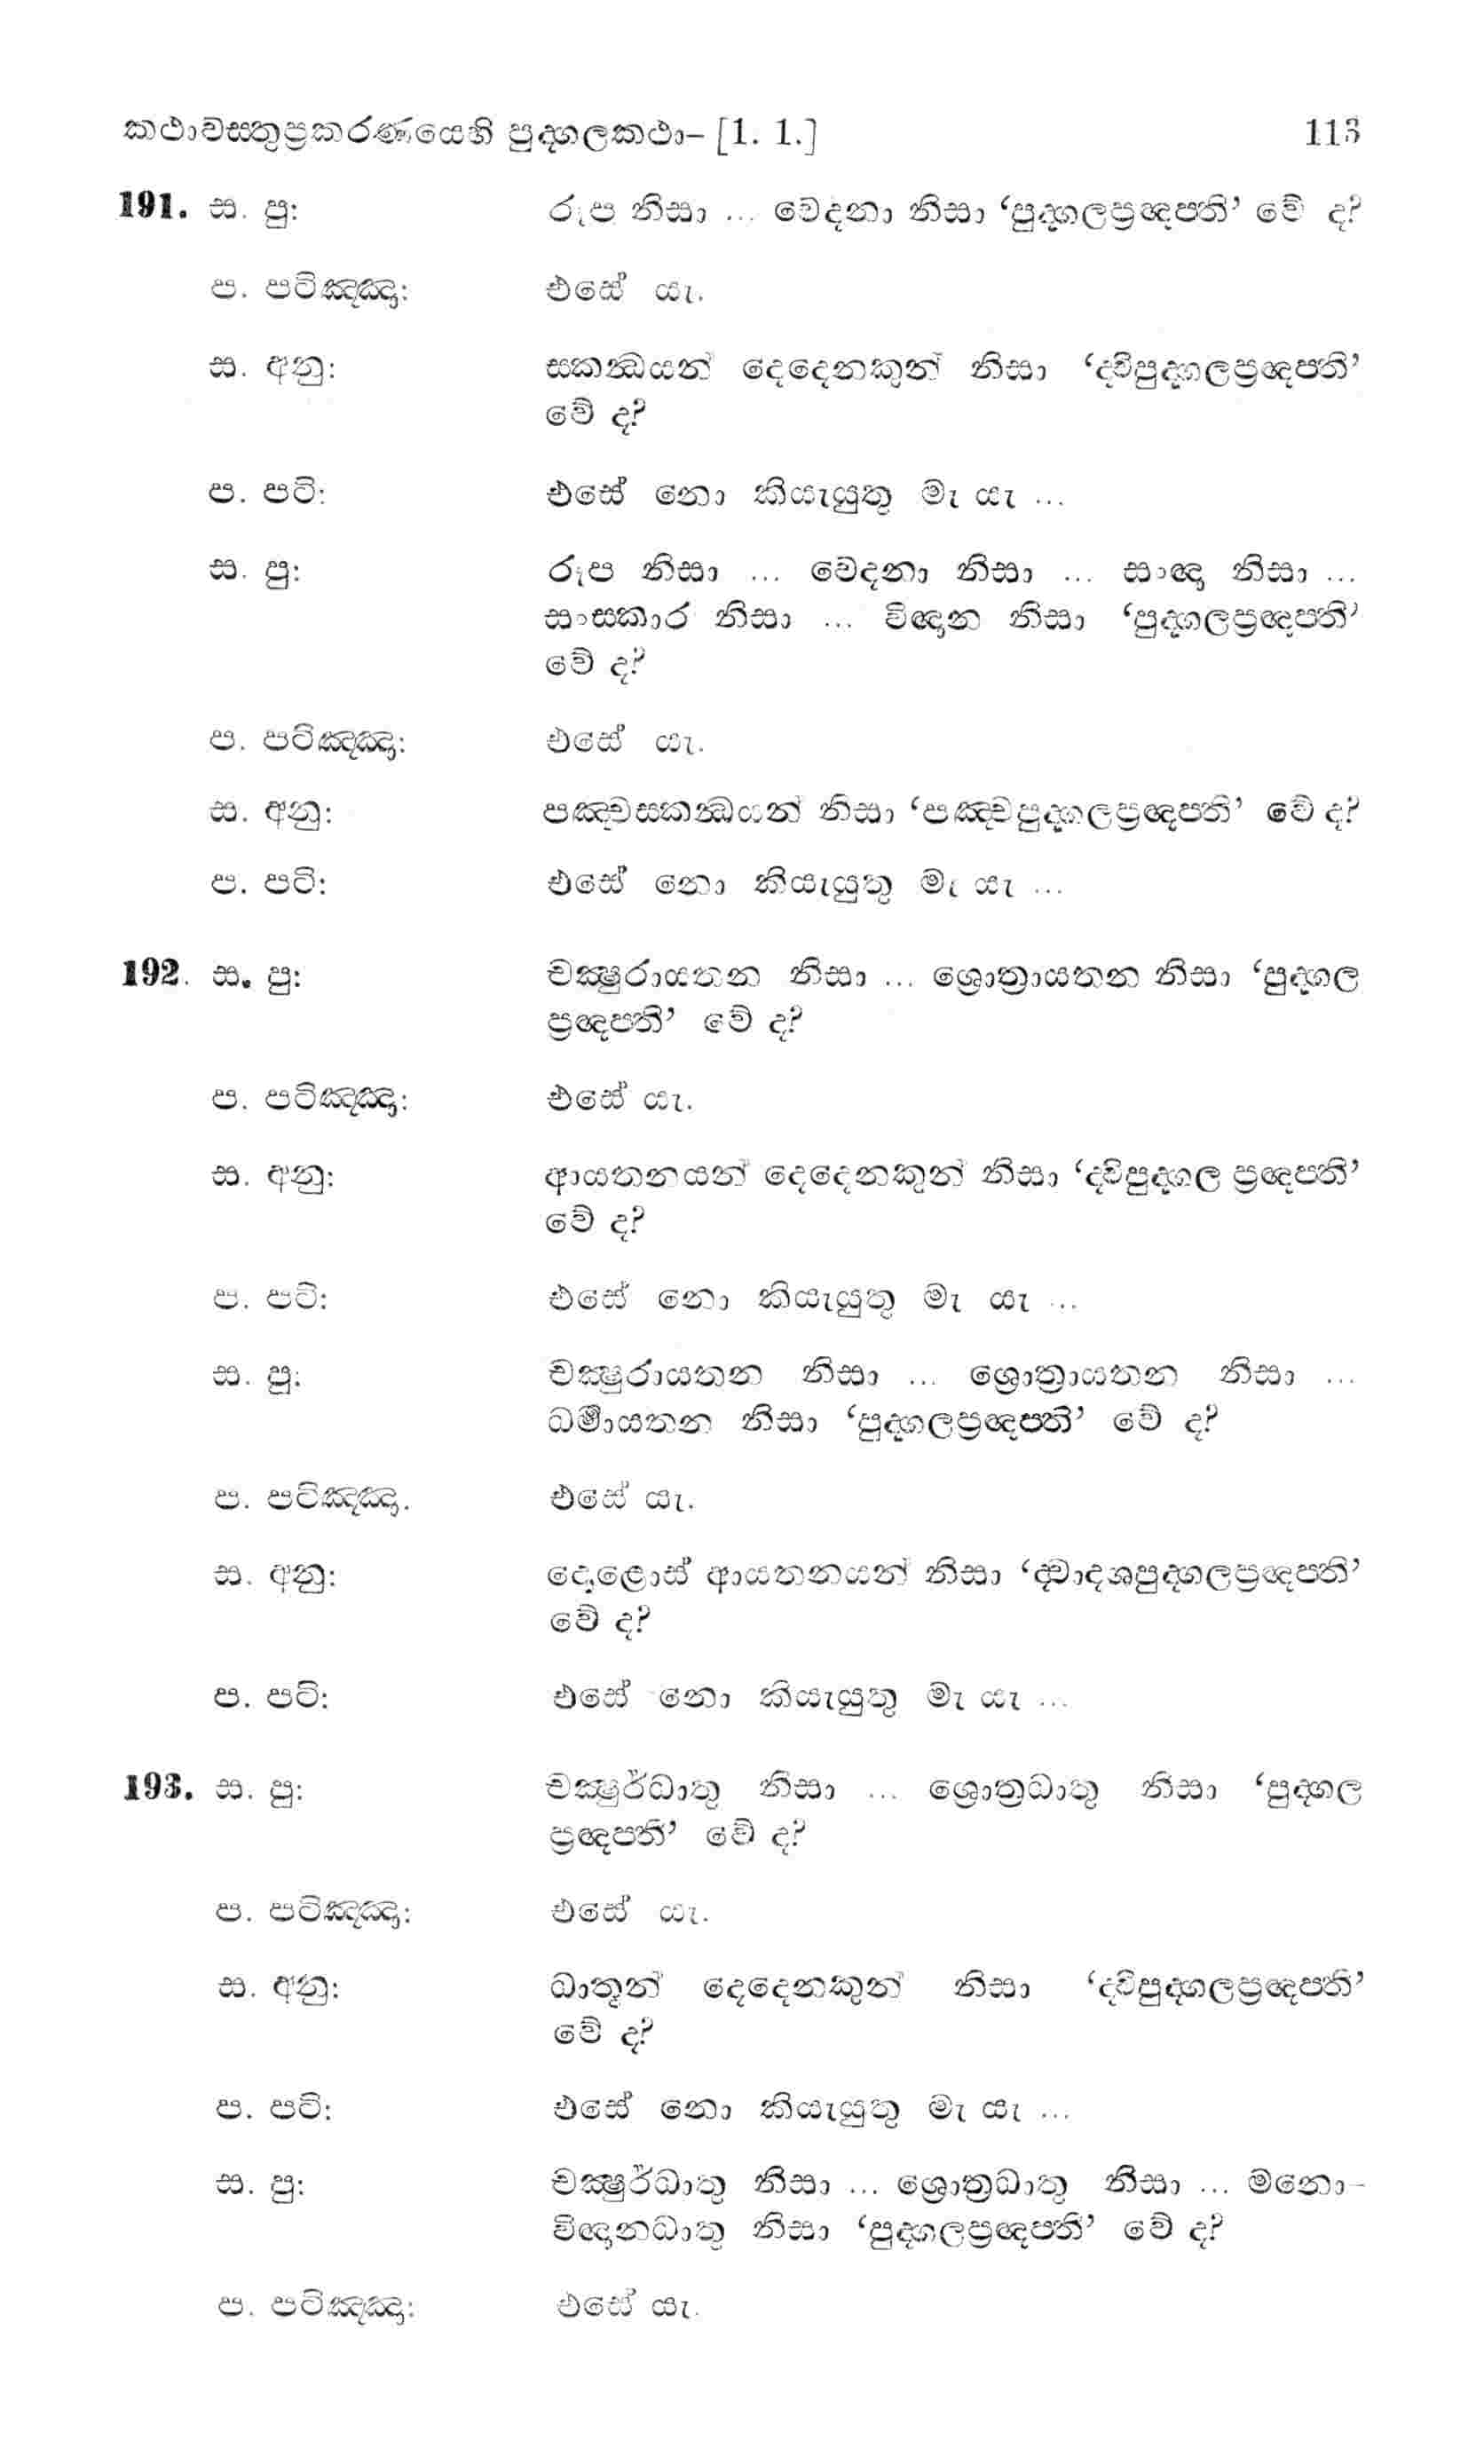 කථාවස්තුප්‍රකරණයෙහි පුද්ගලකථා– [1. 1.] 113
191. ස. පු: රූප නිසා ... වෙදනා නිසා ‘පුද්ගලප්‍රඥප්ති’ වේ ද?
ප. පටිඤ්ඤා: එසේ යැ.
ස. අනු: ස්කන්ධයන් දෙදෙනකුන් නිසා ‘ද්විපුද්ගලප්‍රඥප්ති’
වේ ද?
ප. පටි: එසේ නො කියැයුතු මැ යැ ...
ස. පු: රූප නිසා ... වෙදනා නිසා ... සංඥා නිසා ...
සංස්කාර නිසා ... විඥාන නිසා ‘පුද්ගලප්‍රඥප්ති’
වේ ද?
ප. පටිඤ්ඤා: එසේ යැ.
ස. අනු: පඤ්චස්කන්ධයන් නිසා ‘පඤ්චපුද්ගලප්‍රඥප්ති’ වේ ද?
ප. පටි: එසේ නො කියැයුතු මැ යැ ...
192. ස. පු: චක්ෂුරායතන නිසා ... ශ්‍රොත්‍රායතන නිසා ‘පුද්ගල
ප්‍රඥප්ති’ වේ ද?
ප. පටිඤ්ඤා: එසේ යැ.
ස. අනු: ආයතනයන් දෙදෙනකුන් නිසා ‘ද්විපුද්ගල ප්‍රඥප්ති’
වේ ද?
ප. පටි: එසේ නො කියැයුතු මැ යැ ...
ස. පු: චක්ෂුරායතන නිසා ... ශ්‍රොත්‍රායතන නිසා ...
ධර්මායතන නිසා ‘පුද්ගලප්‍රඥප්ති’ වේ ද?
ප. පටිඤ්ඤා. එසේ යැ.
ස. අනු: දොළොස් ආයතනයන් නිසා ‘ද්වාදශපුද්ගලප්‍රඥප්ති’
වේ ද?
ප. පටි: එසේ නො කියැයුතු මැ යැ ...
193. ස. පු: චක්ෂුර්ධාතු නිසා ... ශ්‍රොත්‍රධාතු නිසා ‘පුද්ගල
ප්‍රඥප්ති’ වේ ද?
ප. පටිඤ්ඤා: එසේ යැ.
ස. අනු: ධාතූන් දෙදෙනකුන් නිසා ‘ද්විපුද්ගලප්‍රඥප්ති’
වේ ද?
ප. පටි: එසේ නො කියැයුතු මැ යැ ...
ස. පු: චක්ෂුර්ධාතු නිසා ... ශ්‍රොත්‍රධාතු නිසා ... මනො-
විඥානධාතු නිසා ‘පුද්ගලප්‍රඥප්ති’ වේ ද?
ප. පටිඤ්ඤා: එසේ යැ.